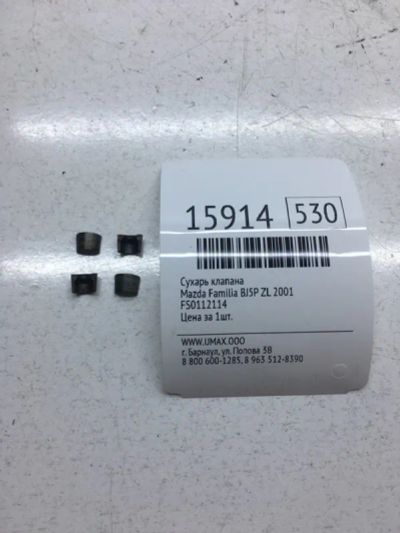 15914 530
Сухарь клапана
Mazda Familia BJ5P ZL 2001
FS0112114
Цена за 1шт.
WWW.UMAX.OOO
г. Барнаул, ул. Попова 3В
8 800 600-1285, 8 963 512-8390